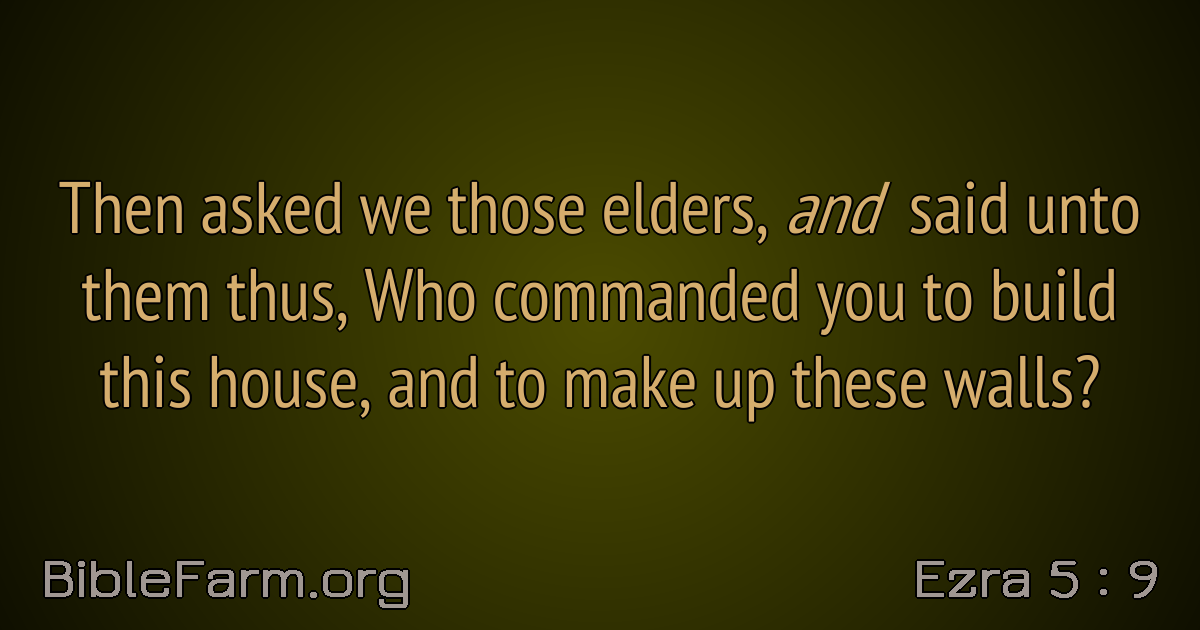 Then asked we those elders, and said unto
them thus, Who commanded you to build
this house, and to make up these walls?
BibleFarm.org
Ezra 5 : 9